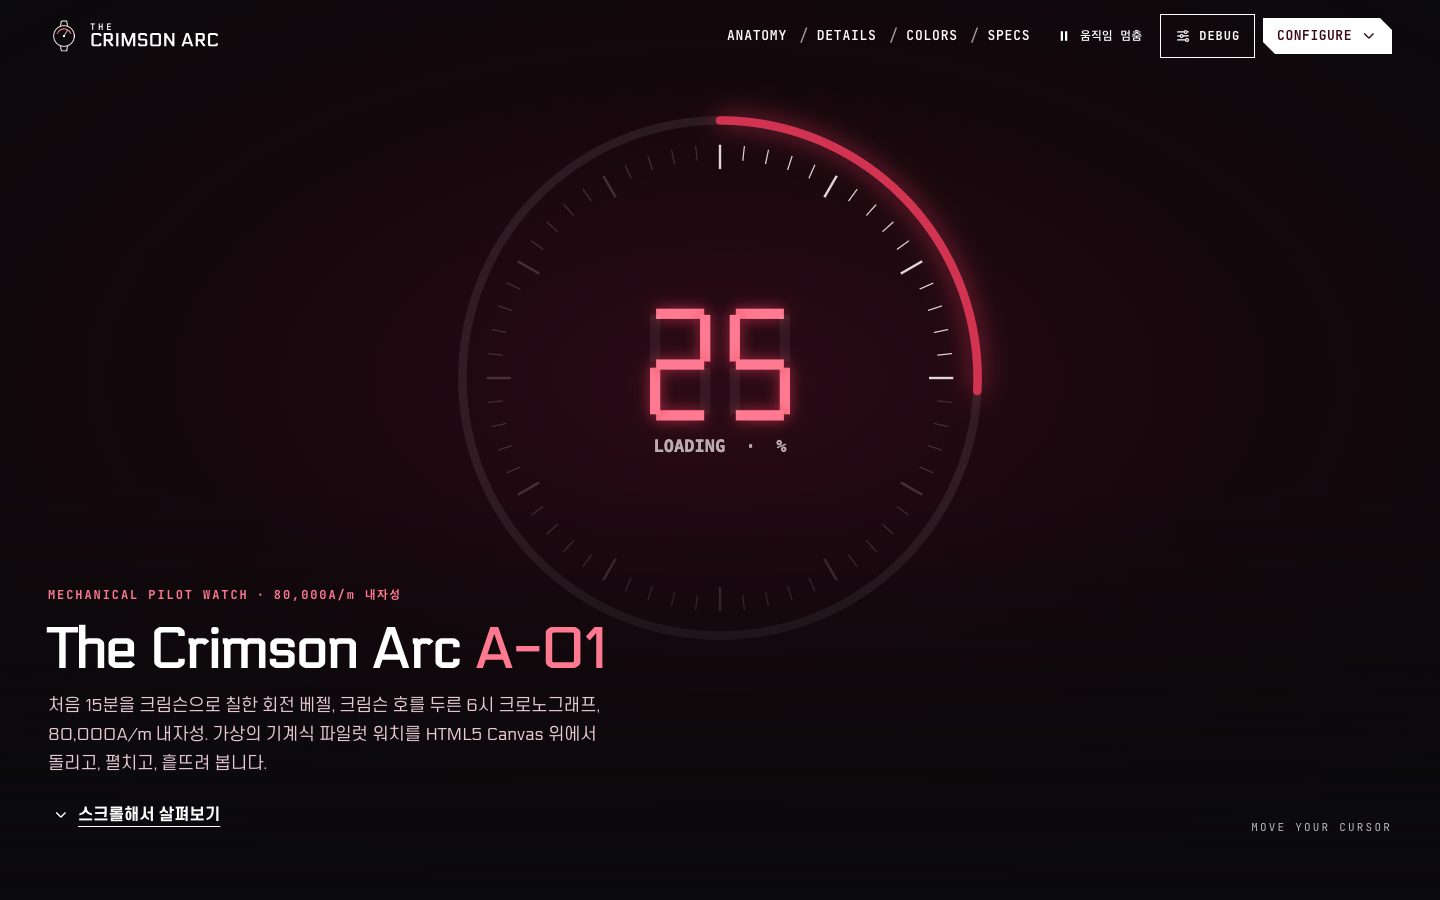 THE
CRIMSON ARC
ANATOMY / DETAILS / COLORS / SPECS
움직임 멈춤
DEBUG
CONFIGURE
25
LOADING · %
MECHANICAL PILOT WATCH · 80,000A/m 내자성
The Crimson Arc A-01
처음 15분을 크림슨으로 칠한 회전 베젤, 크림슨 호를 두른 6시 크로노그래프,
80,000A/m 내자성. 가상의 기계식 파일럿 워치를 HTML5 Canvas 위에서
돌리고, 펼치고, 흩뜨려 봅니다.
스크롤해서 살펴보기
MOVE YOUR CURSOR